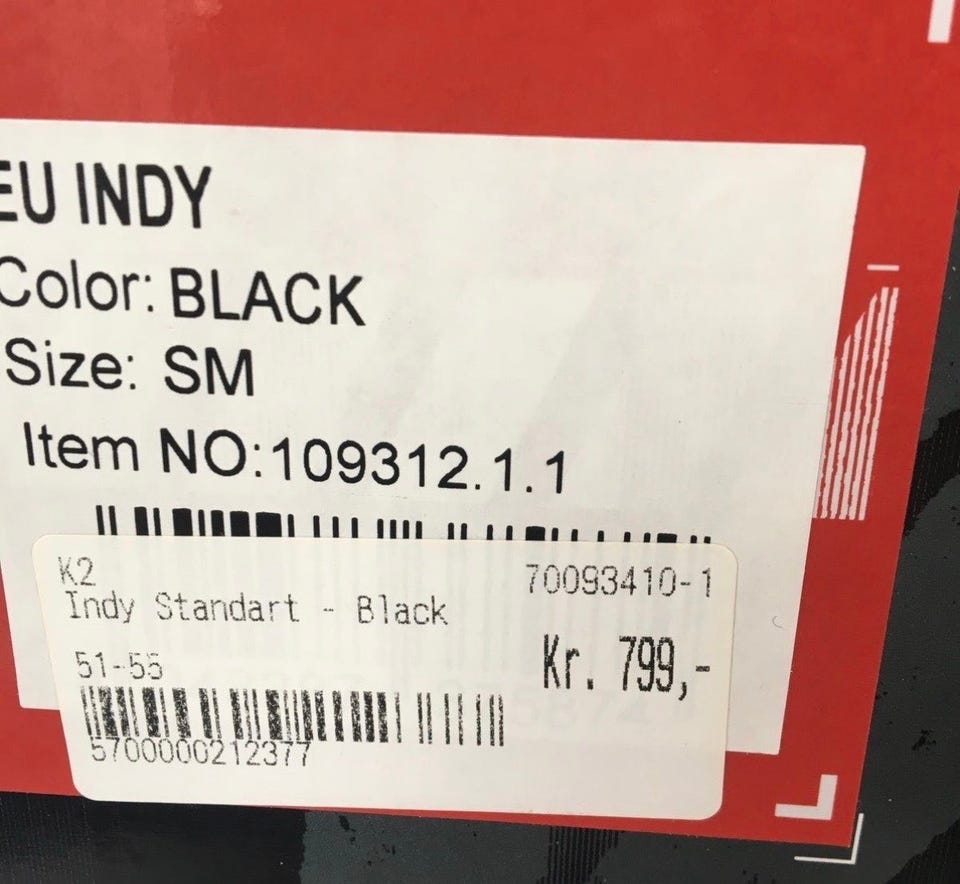 EU INDY
Color: BLACK
Size: SM
Item NO:109312.1.1
K2
70093410-1
Indy Standart - Black
51-55
Kr. 799,-
5700000212377